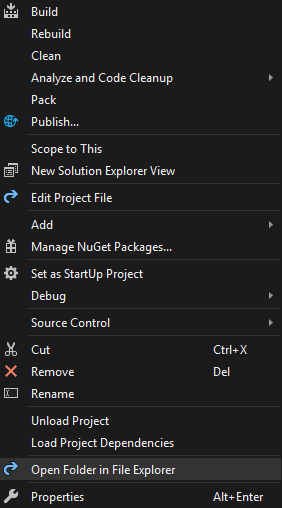 Build
Rebuild
Clean
Analyze and Code Cleanup
Pack
Publish...
Scope to This
New Solution Explorer View
Edit Project File
Add
Manage NuGet Packages...
Set as StartUp Project
Debug
Source Control
Cut Ctrl+X
Remove Del
Rename
Unload Project
Load Project Dependencies
Open Folder in File Explorer
Properties Alt+Enter